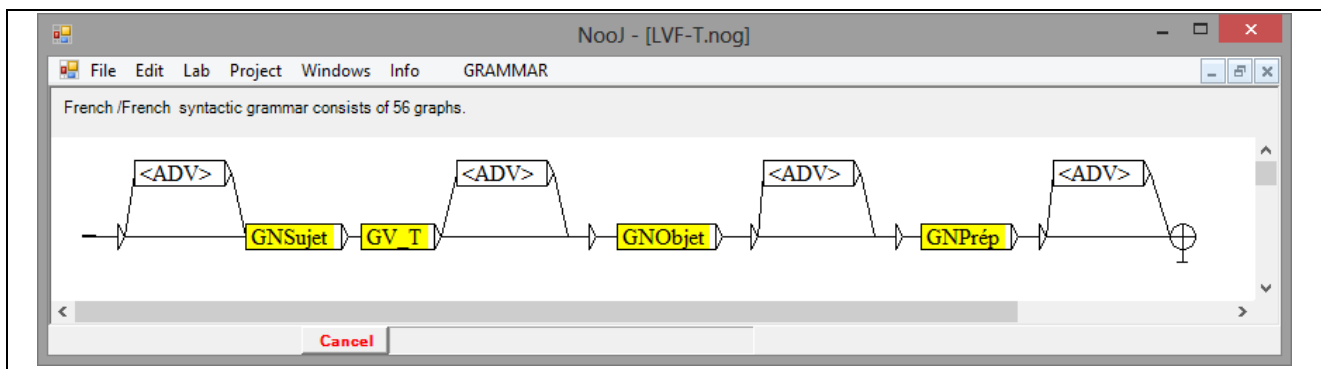 NooJ - [LVF-T.nog]
File Edit Lab Project Windows Info GRAMMAR
French /French syntactic grammar consists of 56 graphs.
<ADV> <ADV> <ADV> <ADV>
GNSujet GV_T GNObjet GNPrép
Cancel